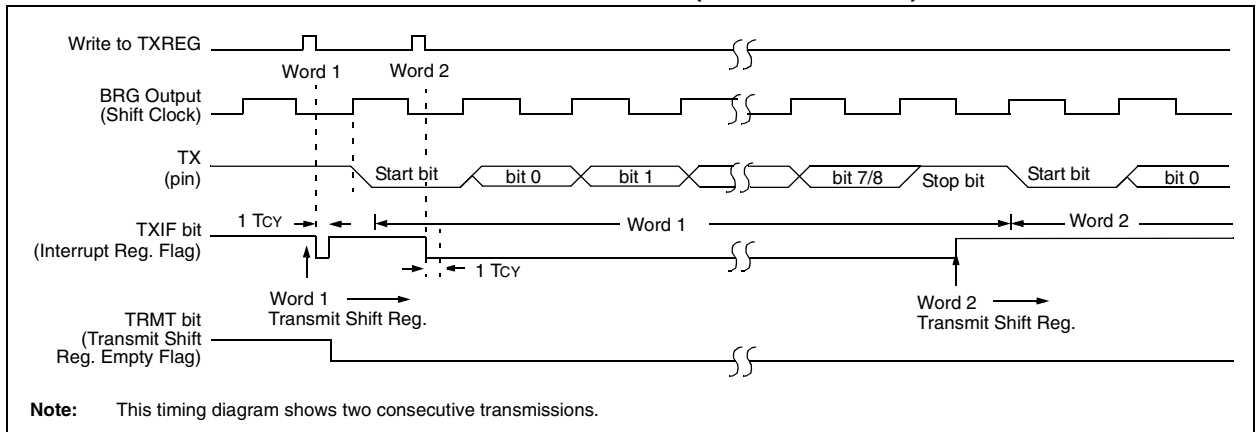 Write to TXREG
Word 1
Word 2
BRG Output
(Shift Clock)
TX
(pin)
Start bit
bit 0
bit 1
bit 7/8
Stop bit
Start bit
bit 0
TXIF bit
(Interrupt Reg. Flag)
1 TCY
Word 1
Word 2
1 TCY
Word 1
Transmit Shift Reg.
Word 2
Transmit Shift Reg.
TRMT bit
(Transmit Shift
Reg. Empty Flag)
Note: This timing diagram shows two consecutive transmissions.